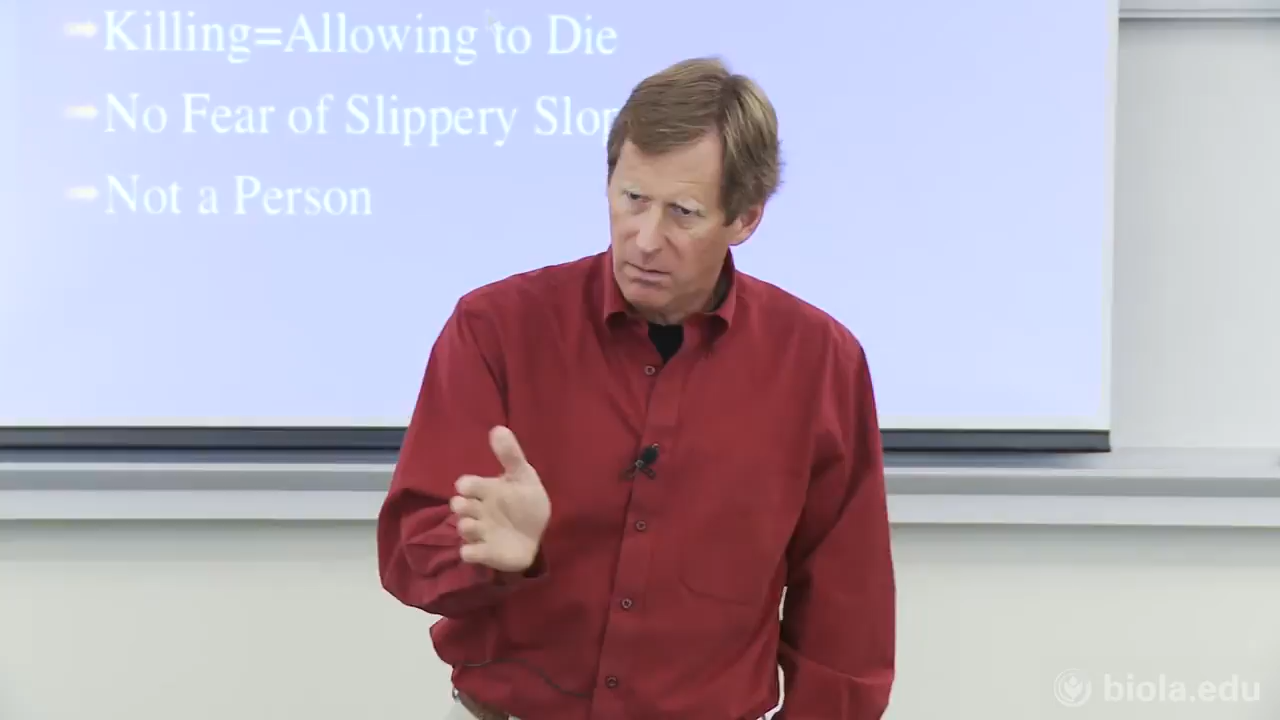 Killing=Allowing to Die
No Fear of Slippery
Not a Person
biola.edu